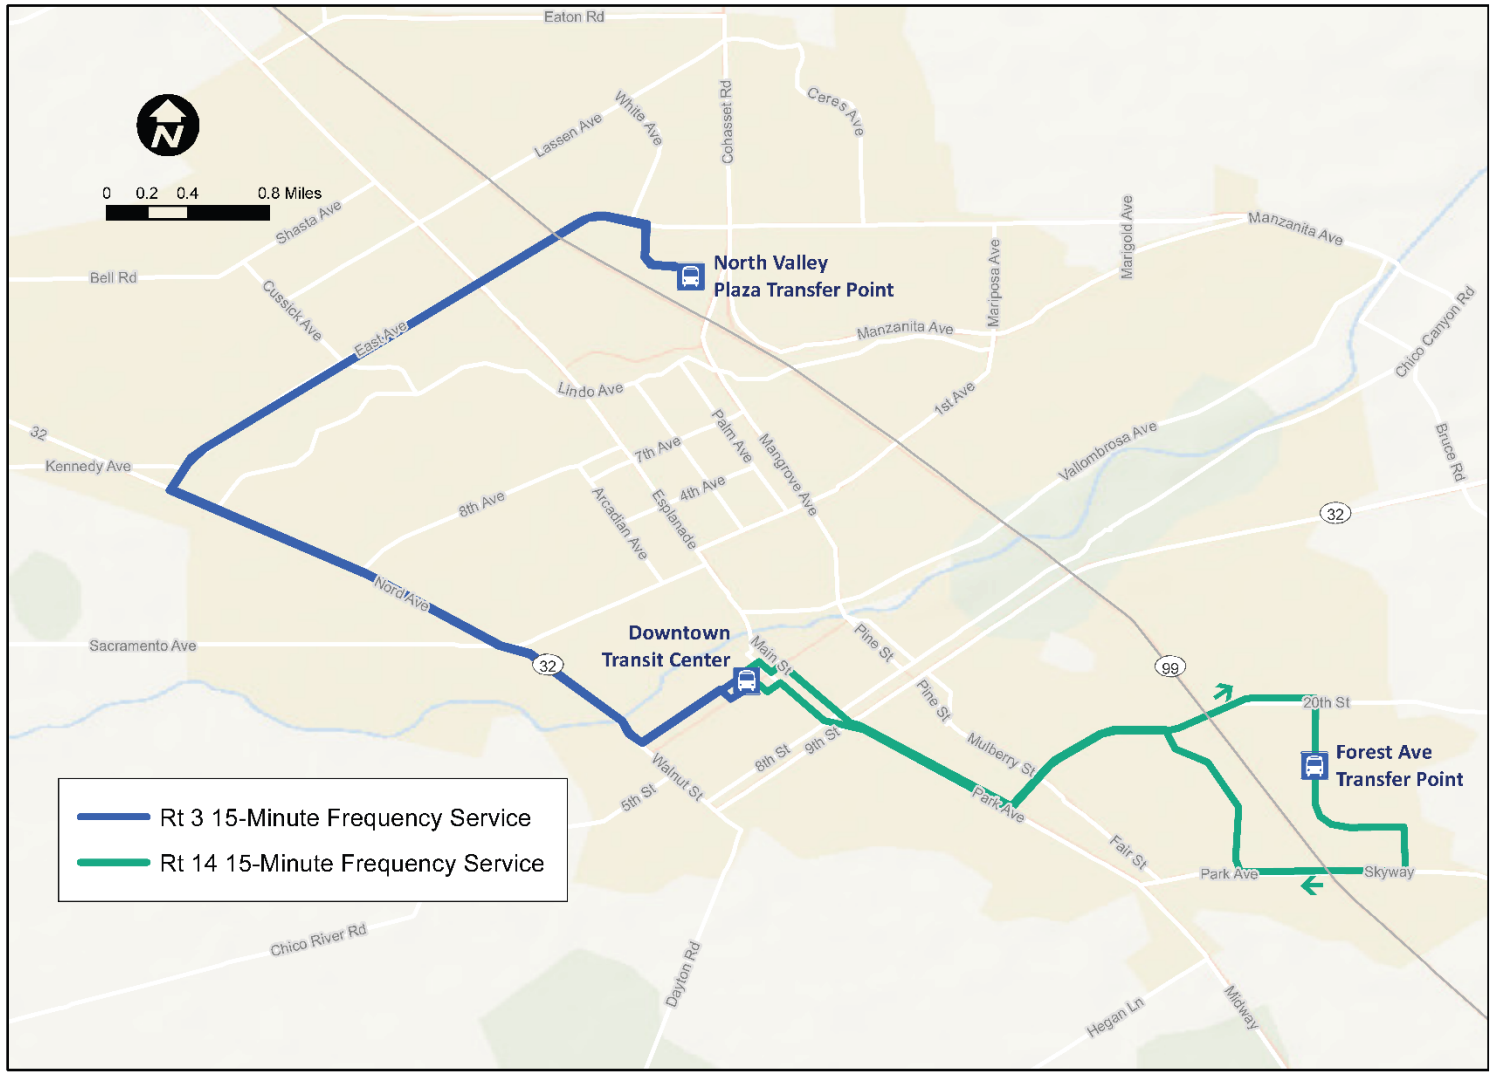 Eaton Rd
Cohasset Rd
Ceres Ave
White Ave
Lassen Ave
N
0 0.2 0.4 0.8 Miles
Shasta Ave
Bell Rd
Cussick Ave
East Ave
North Valley
Plaza Transfer Point
Mariposa Ave
Marigold Ave
Manzanita Ave
Manzanita Ave
Chico Canyon Rd
Lindo Ave
1st Ave
Palm Ave
Mangrove Ave
7th Ave
4th Ave
Vallombrosa Ave
Bruce Rd
32
Kennedy Ave
8th Ave
Arcadian Ave
Esplanade
32
Nord Ave
Sacramento Ave
32
Downtown
Transit Center
Main St
Pine St
Pine St
99
20th St
Mulberry St
8th St
9th St
Walnut St
5th St
Park Ave
Forest Ave
Transfer Point
Fair St
Park Ave
Skyway
Rt 3 15-Minute Frequency Service
Rt 14 15-Minute Frequency Service
Chico River Rd
Dayton Rd
Hegan Ln
Midway